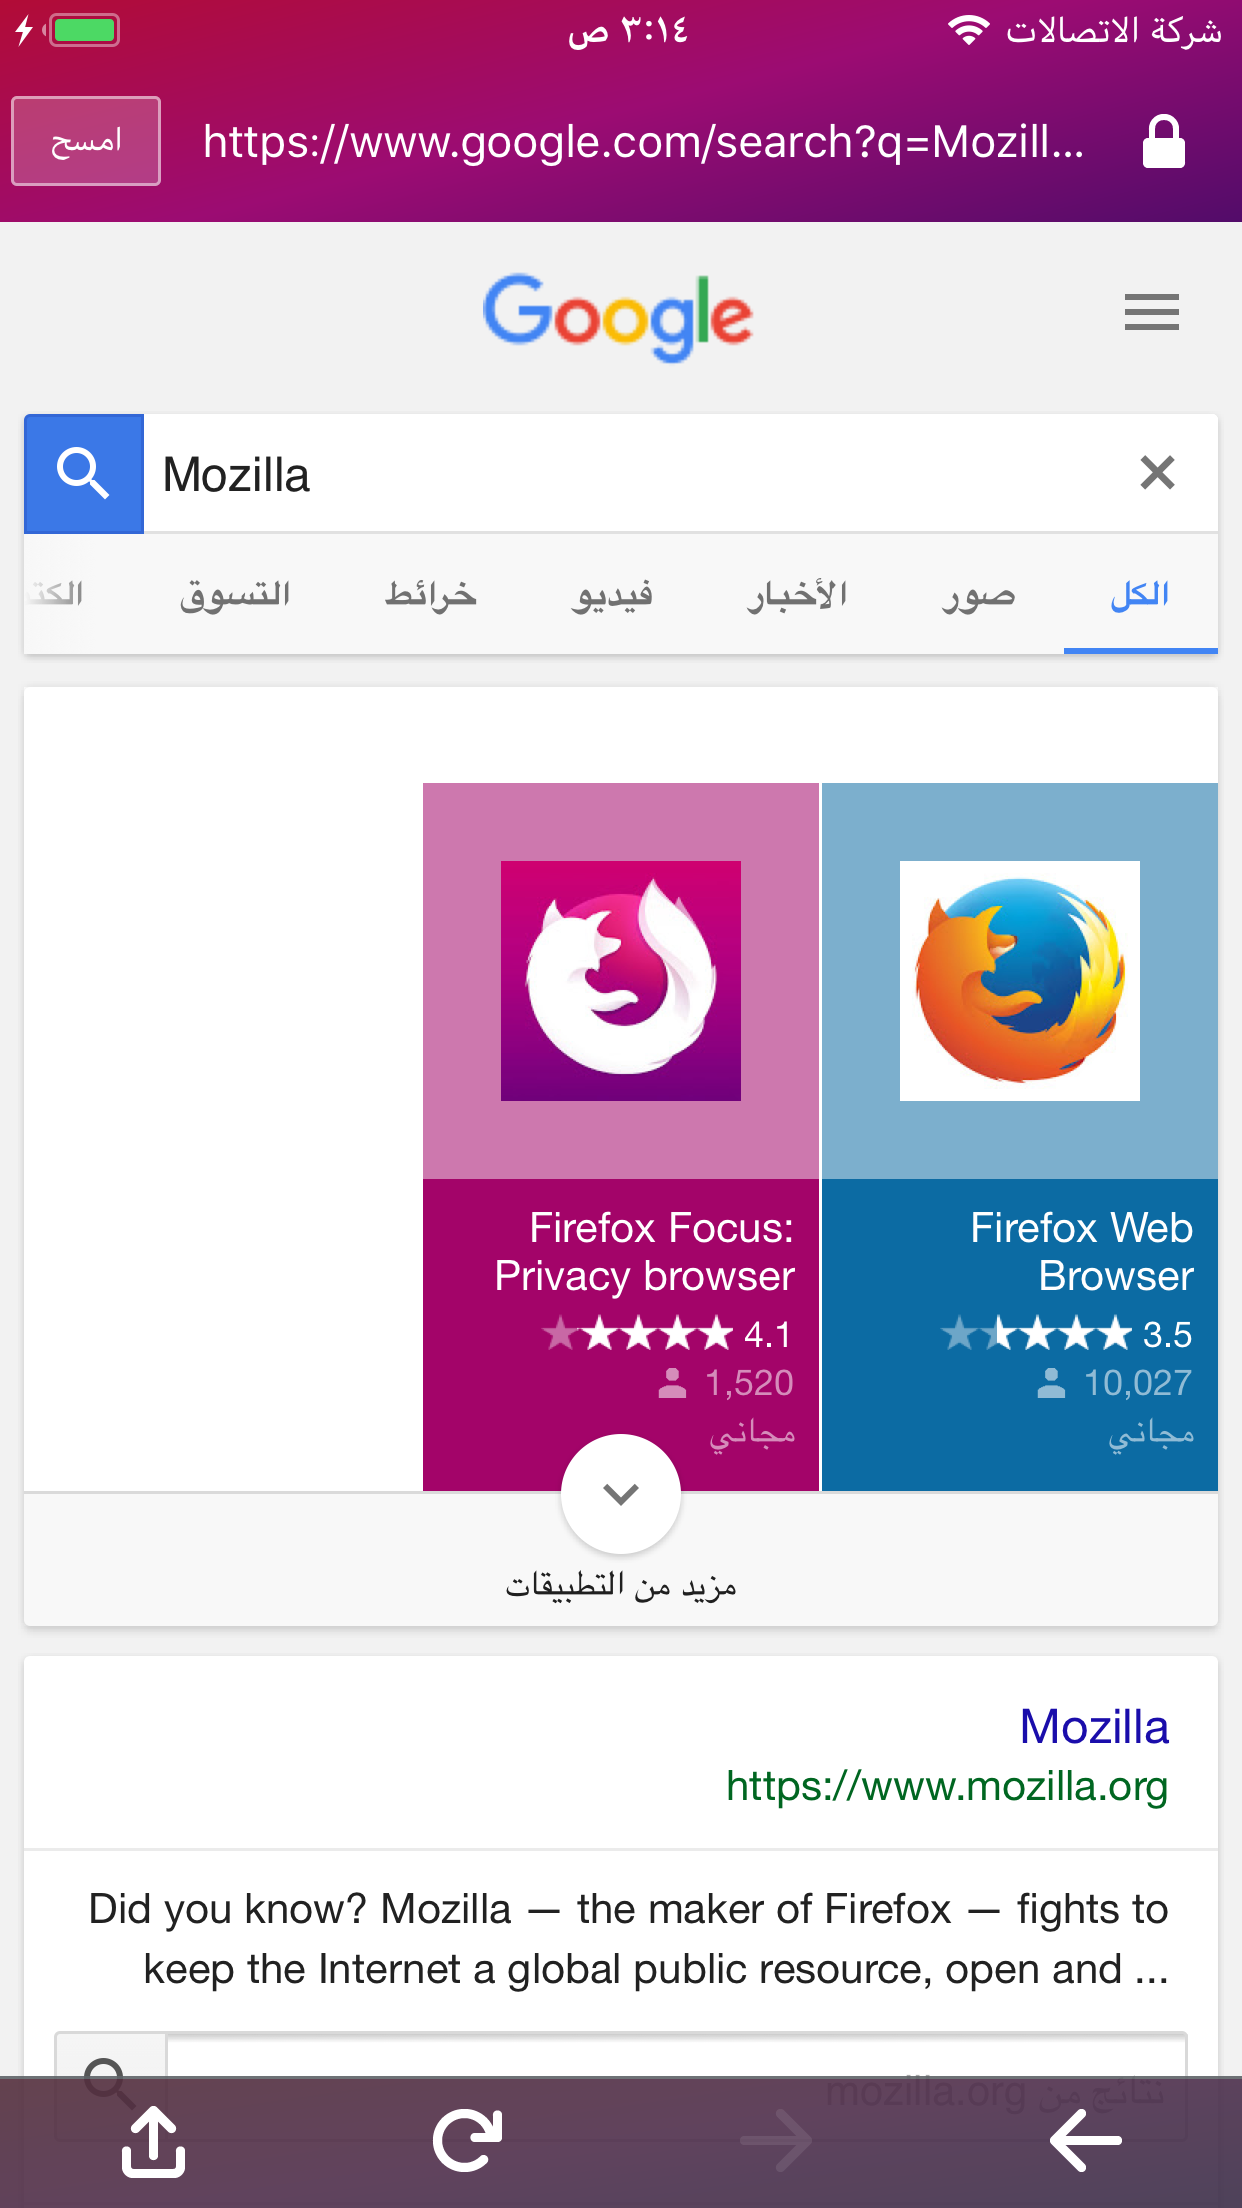 شركة الاتصالات
٣:١٤ ص
https://www.google.com/search?q=Mozill...
امسح
Google
Mozilla
الكل صور الأخبار فيديو خرائط التسوق الكت
Firefox Web Browser
3.5
10,027
مجاني
Firefox Focus: Privacy browser
4.1
1,520
مجاني
مزيد من التطبيقات
Mozilla
https://www.mozilla.org
Did you know? Mozilla — the maker of Firefox — fights to
keep the Internet a global public resource, open and ...
نتائج من mozilla.org